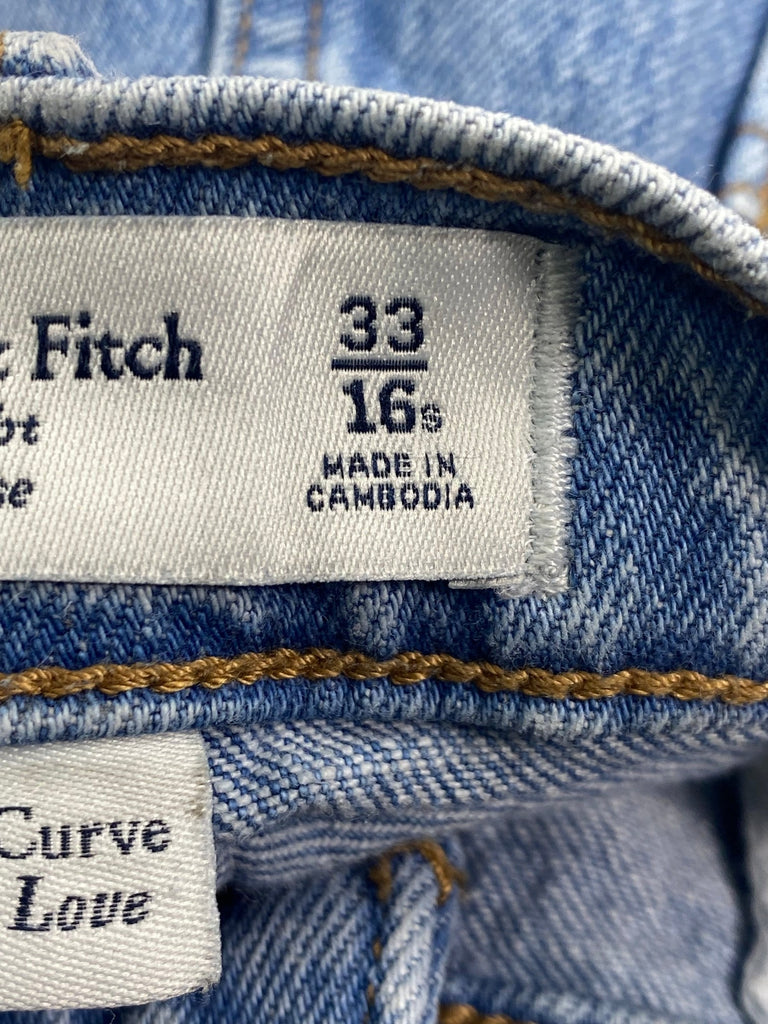 Fitch
33
16s
MADE IN
CAMBODIA
Curve
Love